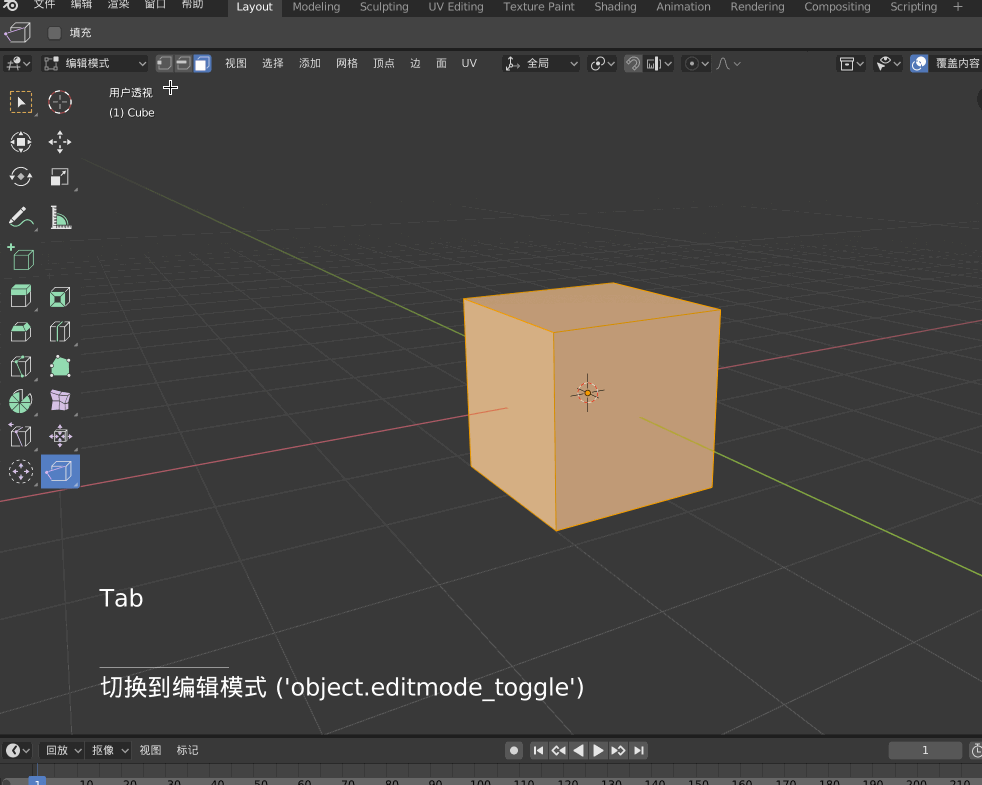 文件 编辑 渲染 窗口 帮助 Layout Modeling Sculpting UV Editing Texture Paint Shading Animation Rendering Compositing Scripting +
填充
编辑模式 视图 选择 添加 网格 顶点 边 面 UV 全局 覆盖内容
用户透视
(1) Cube
Tab
切换到编辑模式 ('object.editmode_toggle')
回放 抠像 视图 标记 1
1 10 20 30 40 50 60 70 80 90 100 110 120 130 140 150 160 170 180 190 200 210